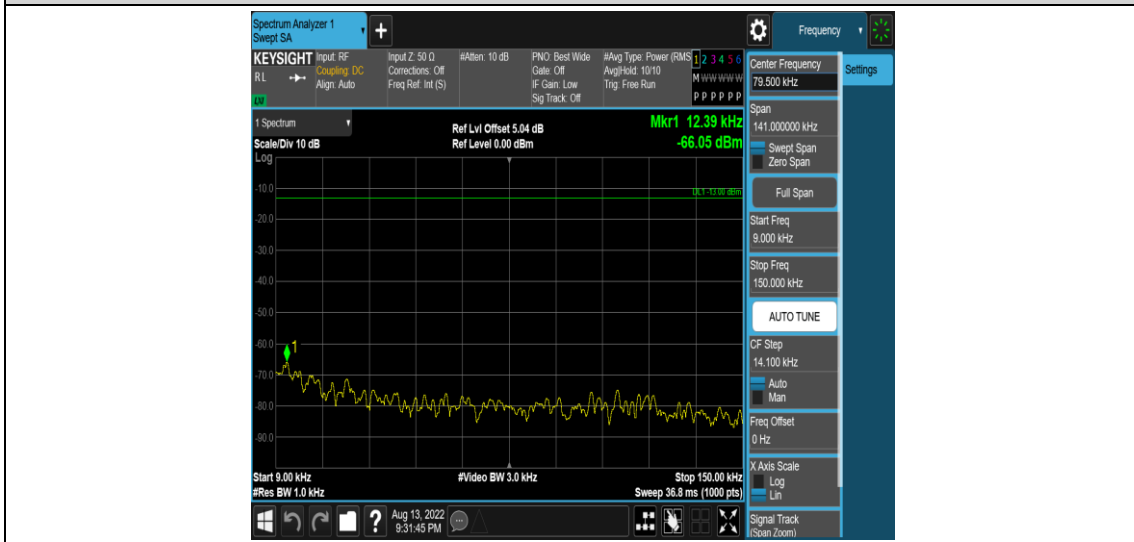 Spectrum Analyzer 1
Swept SA
+
Frequency
KEYSIGHT
RL
LXI
Input: RF
Coupling: DC
Align: Auto
Input Z: 50 Ω
Corrections: Off
Freq Ref: Int (S)
#Atten: 10 dB
PNO: Best Wide
Gate: Off
IF Gain: Low
Sig Track: Off
#Avg Type: Power (RMS
Avg|Hold: 10/10
Trig: Free Run
1 2 3 4 5 6
M W W W W W
P P P P P P
Center Frequency
79.500 kHz
Settings
Span
141.000000 kHz
Swept Span
Zero Span
Full Span
Start Freq
9.000 kHz
Stop Freq
150.000 kHz
AUTO TUNE
CF Step
14.100 kHz
Auto
Man
Freq Offset
0 Hz
X Axis Scale
Log
Lin
Signal Track
(Span Zoom)
1 Spectrum
Scale/Div 10 dB
Log
Ref Lvl Offset 5.04 dB
Ref Level 0.00 dBm
Mkr1 12.39 kHz
-66.05 dBm
DL1 -13.00 dBm
-10.0
-20.0
-30.0
-40.0
-50.0
-60.0
1
-70.0
-80.0
-90.0
Start 9.00 kHz
#Res BW 1.0 kHz
#Video BW 3.0 kHz
Stop 150.00 kHz
Sweep 36.8 ms (1000 pts)
?
Aug 13, 2022
9:31:45 PM